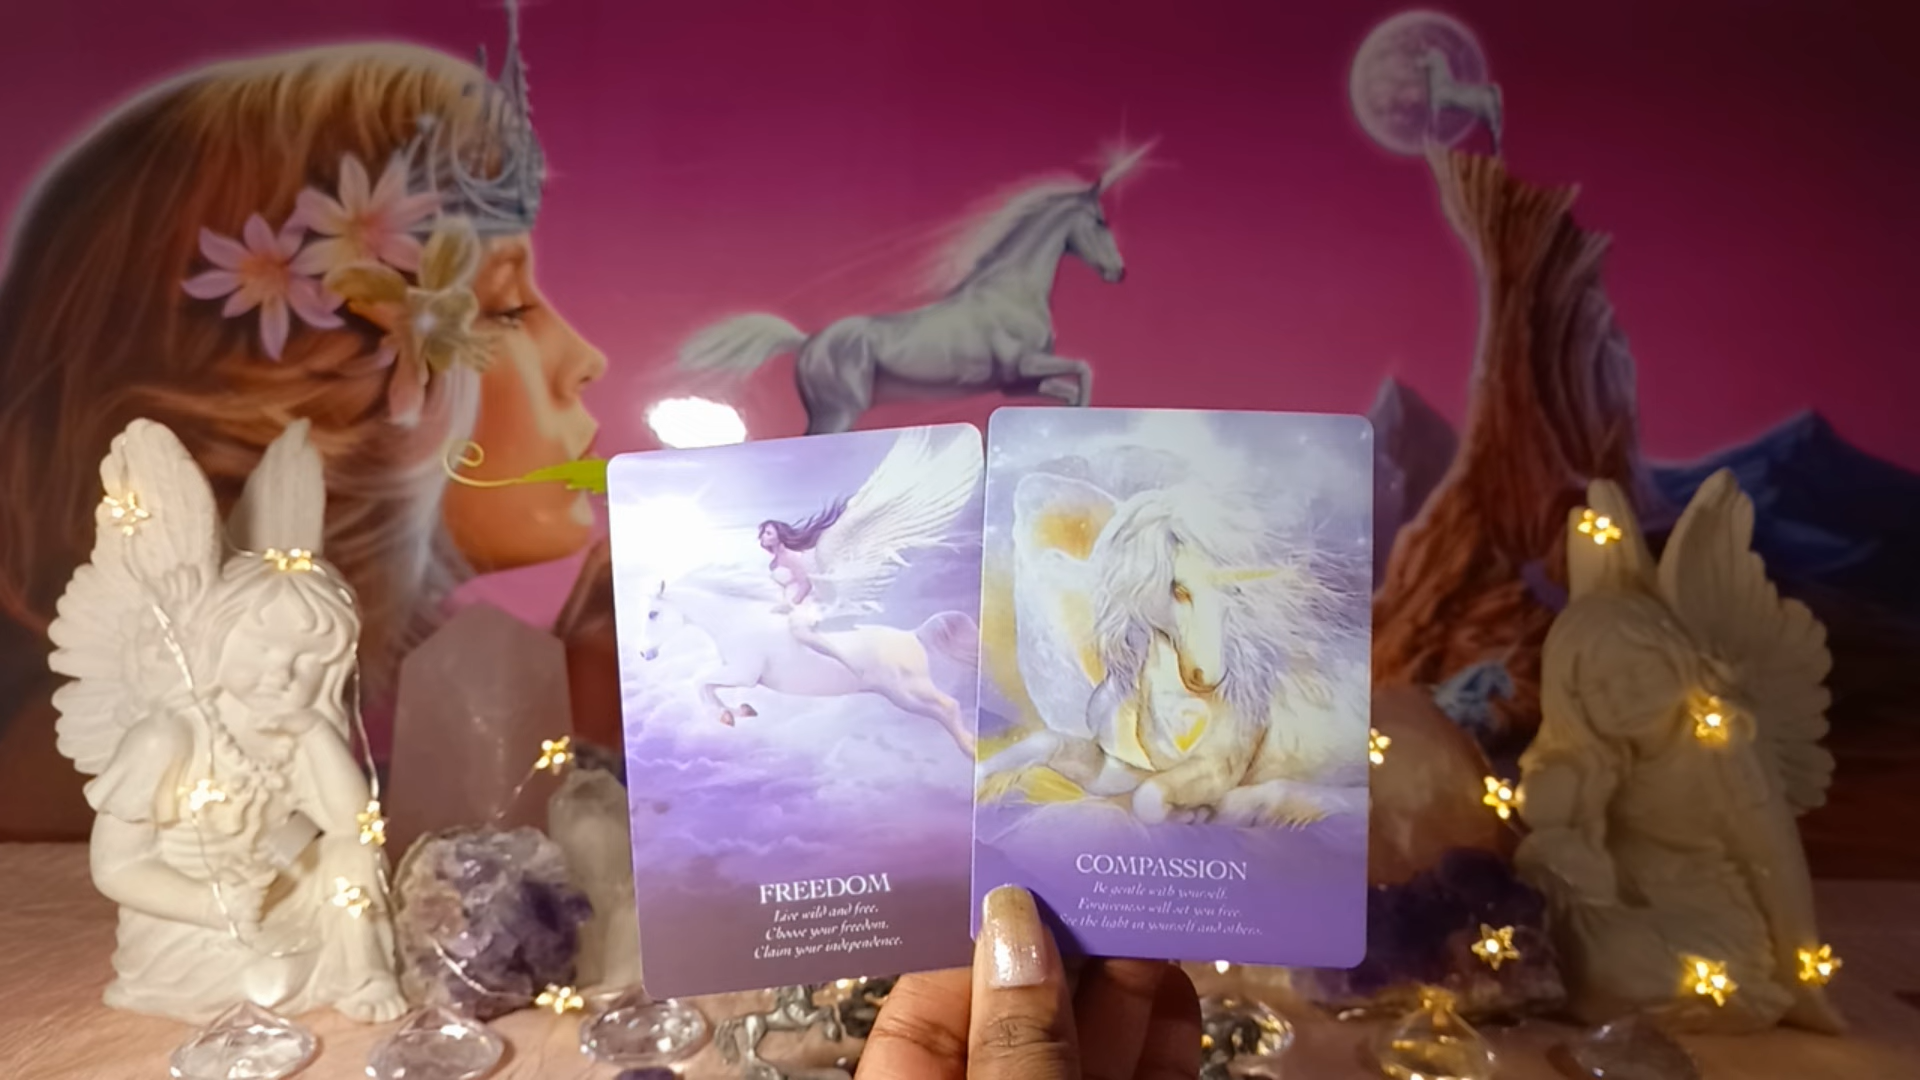 FREEDOM
Live wild and free.
Choose your freedom.
Claim your independence.
COMPASSION
Be gentle with yourself.
Forgiveness will set you free.
See the light in yourself and others.